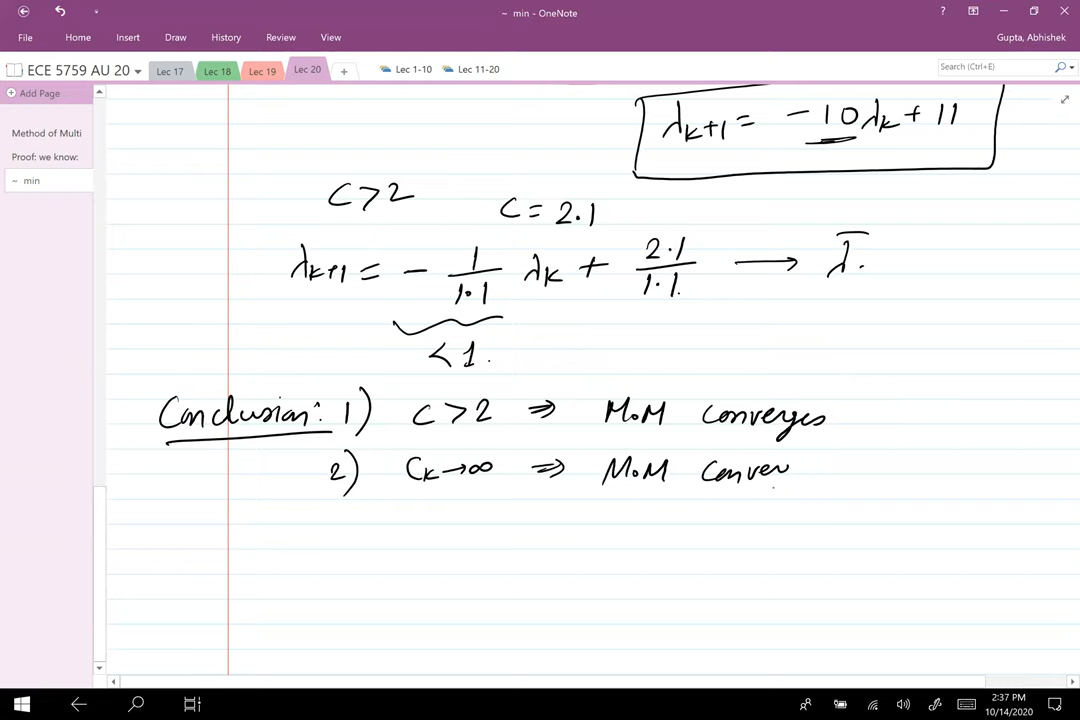 ~ min - OneNote
?
File Home Insert Draw History Review View
Gupta, Abhishek
ECE 5759 AU 20
Lec 17
Lec 18
Lec 19
Lec 20
+
Lec 1-10
Lec 11-20
Search (Ctrl+E)
Add Page
Method of Multi
Proof: we know:
~ min
λk+1 = -10λk + 11
C > 2
C = 2.1
λk+1 = - 1/1.1 λk + 2.1/1.1. → λ̄.
< 1.
Conclusion: 1) C > 2 ⇒ MoM converges
2) Ck → ∞ ⇒ MoM conver
2:37 PM
10/14/2020